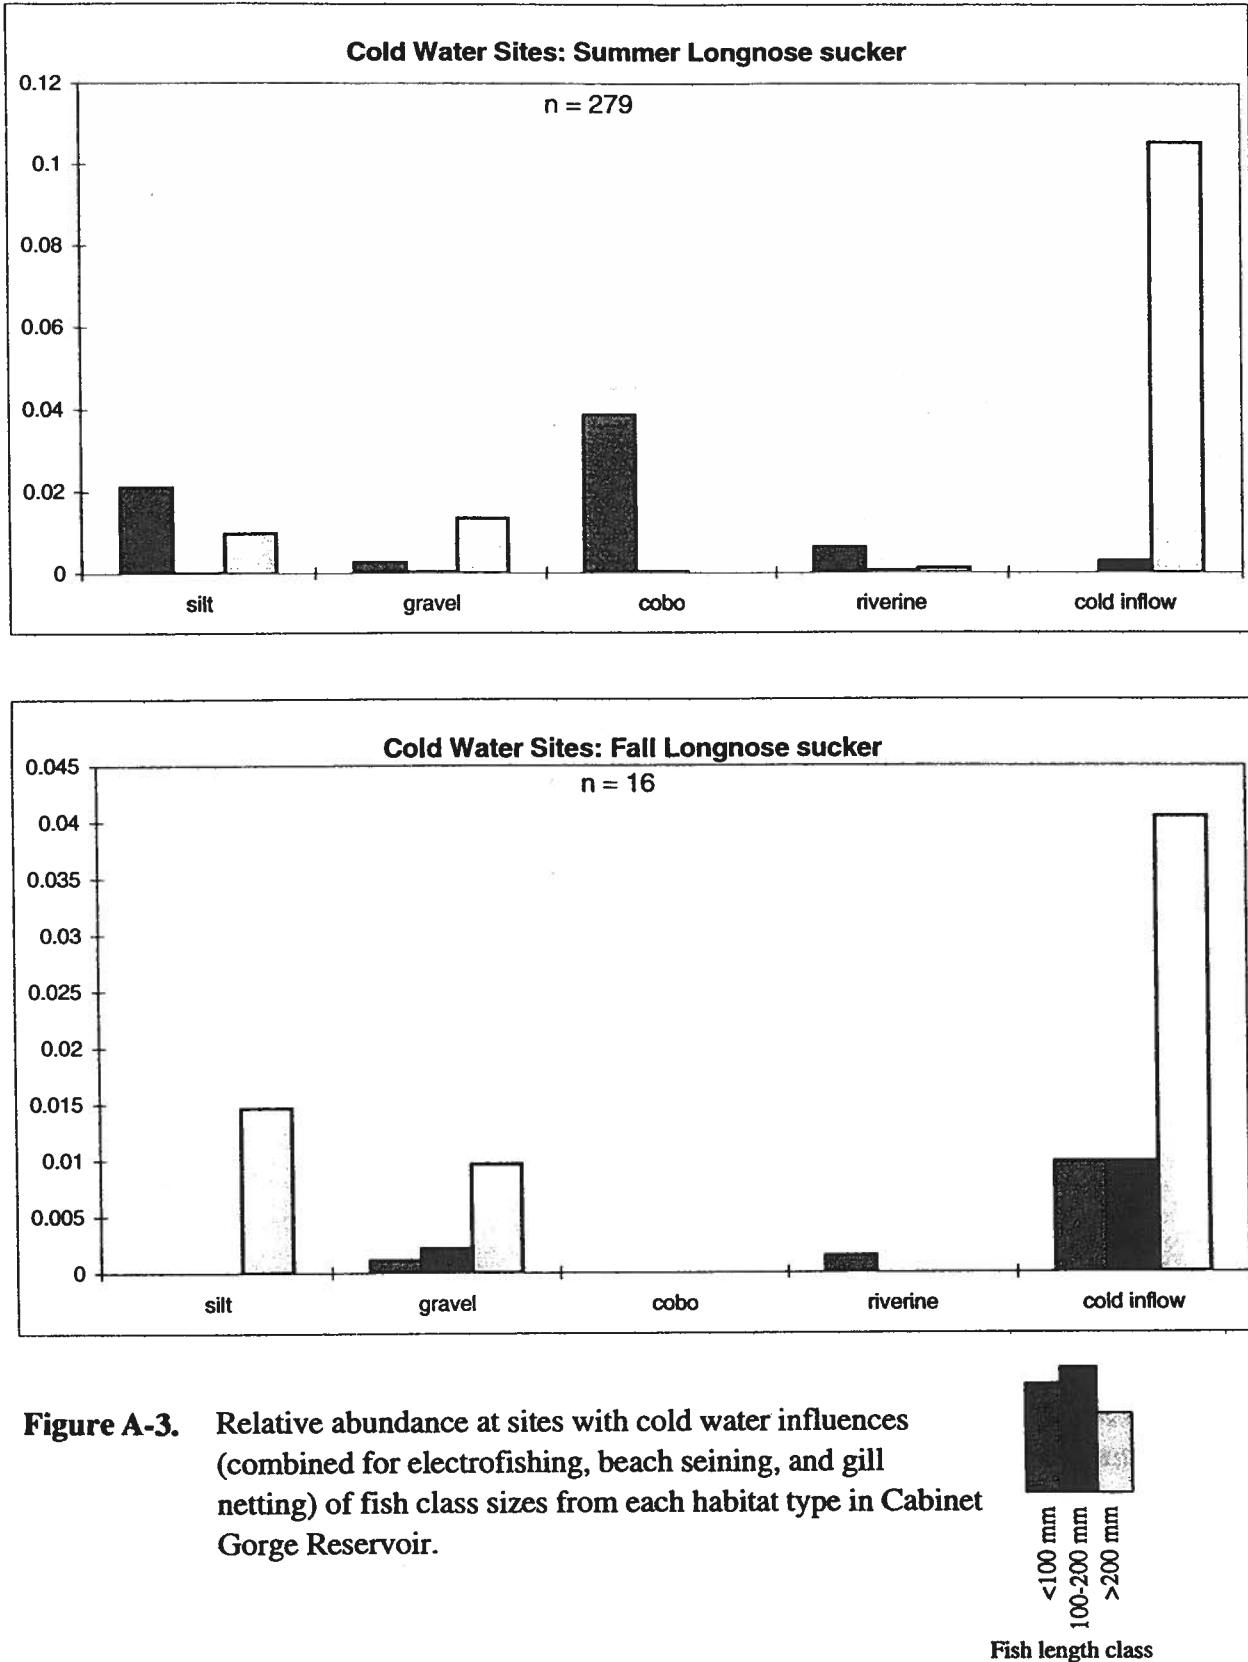 Cold Water Sites: Summer Longnose sucker
n = 279
0.12
0.1
0.08
0.06
0.04
0.02
0
silt gravel cobo riverine cold inflow
Cold Water Sites: Fall Longnose sucker
n = 16
0.045
0.04
0.035
0.03
0.025
0.02
0.015
0.01
0.005
0
silt gravel cobo riverine cold inflow
Figure A-3. Relative abundance at sites with cold water influences
(combined for electrofishing, beach seining, and gill
netting) of fish class sizes from each habitat type in Cabinet
Gorge Reservoir.
<100 mm
100-200 mm
>200 mm
Fish length class